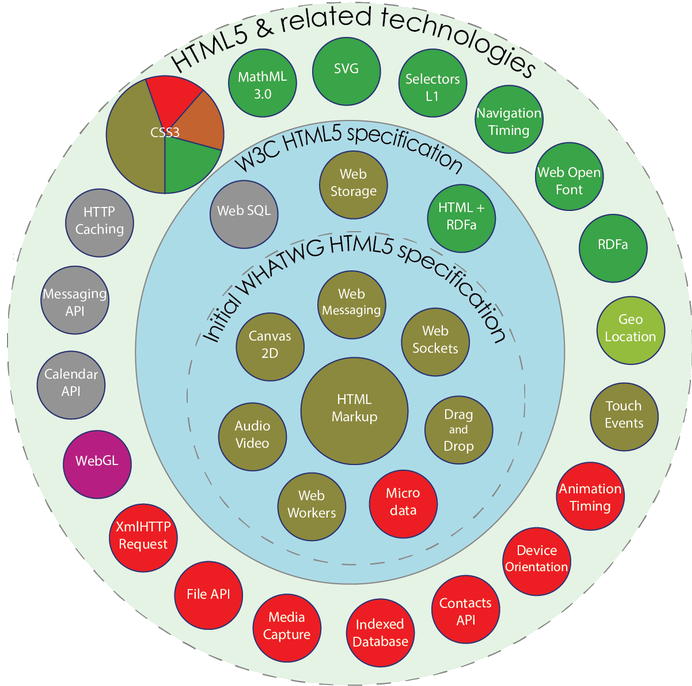 HTML5 & related technologies
MathML
3.0
SVG
Selectors
L1
Navigation
Timing
Web Open
Font
RDFa
Geo
Location
Touch
Events
Animation
Timing
Device
Orientation
Contacts
API
Indexed
Database
Media
Capture
File API
XmlHTTP
Request
WebGL
Calendar
API
Messaging
API
HTTP
Caching
CSS3
W3C HTML5 specification
Web SQL
Web
Storage
HTML +
RDFa
Initial WHATWG HTML5 specification
Web
Messaging
Canvas
2D
Web
Sockets
HTML
Markup
Audio
Video
Drag
and
Drop
Web
Workers
Micro
data